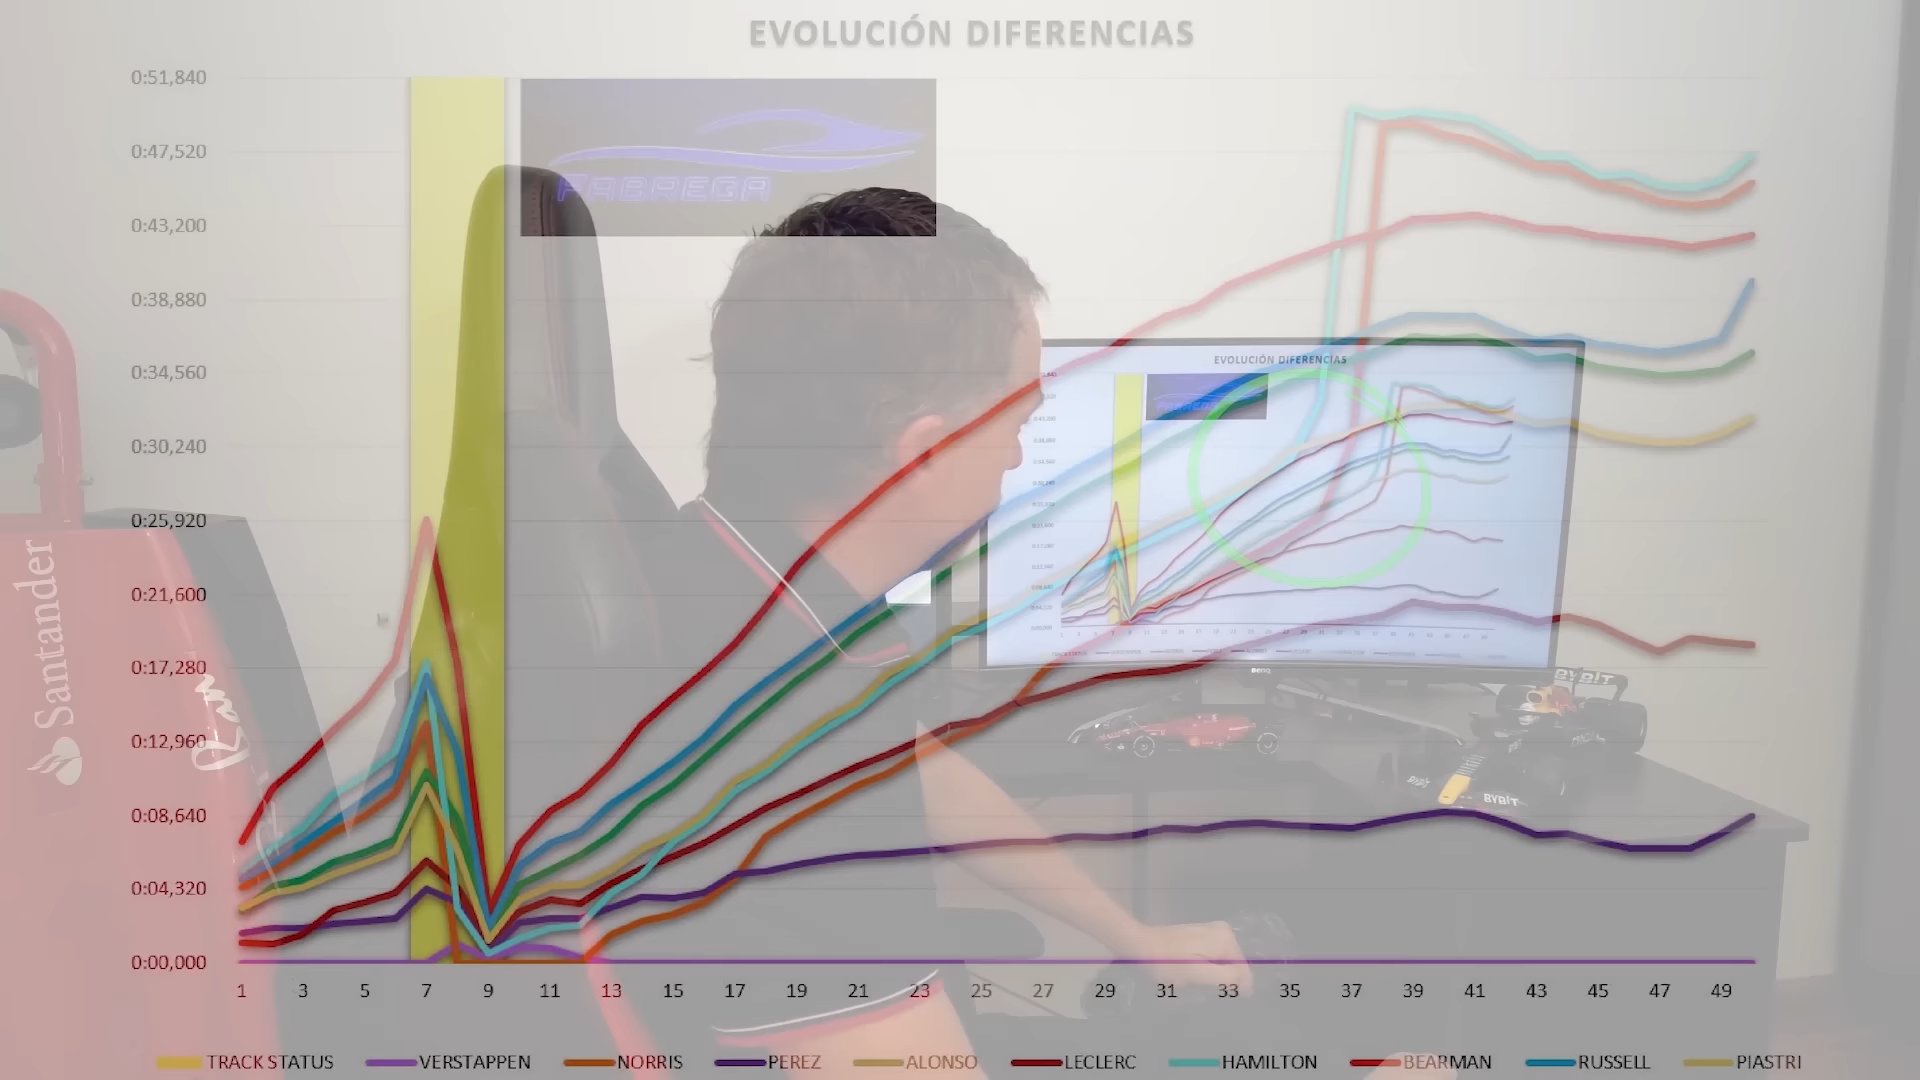 EVOLUCIÓN DIFERENCIAS
0:51,840
0:47,520
0:43,200
0:38,880
0:34,560
0:30,240
0:25,920
0:21,600
0:17,280
0:12,960
0:08,640
0:04,320
0:00,000
FABREGA
EVOLUCIÓN DIFERENCIAS
Santander
BenQ
BYBIT
BYBIT
1 3 5 7 9 11 13 15 17 19 21 23 25 27 29 31 33 35 37 39 41 43 45 47 49
TRACK STATUS VERSTAPPEN NORRIS PEREZ ALONSO LECLERC HAMILTON BEARMAN RUSSELL PIASTRI